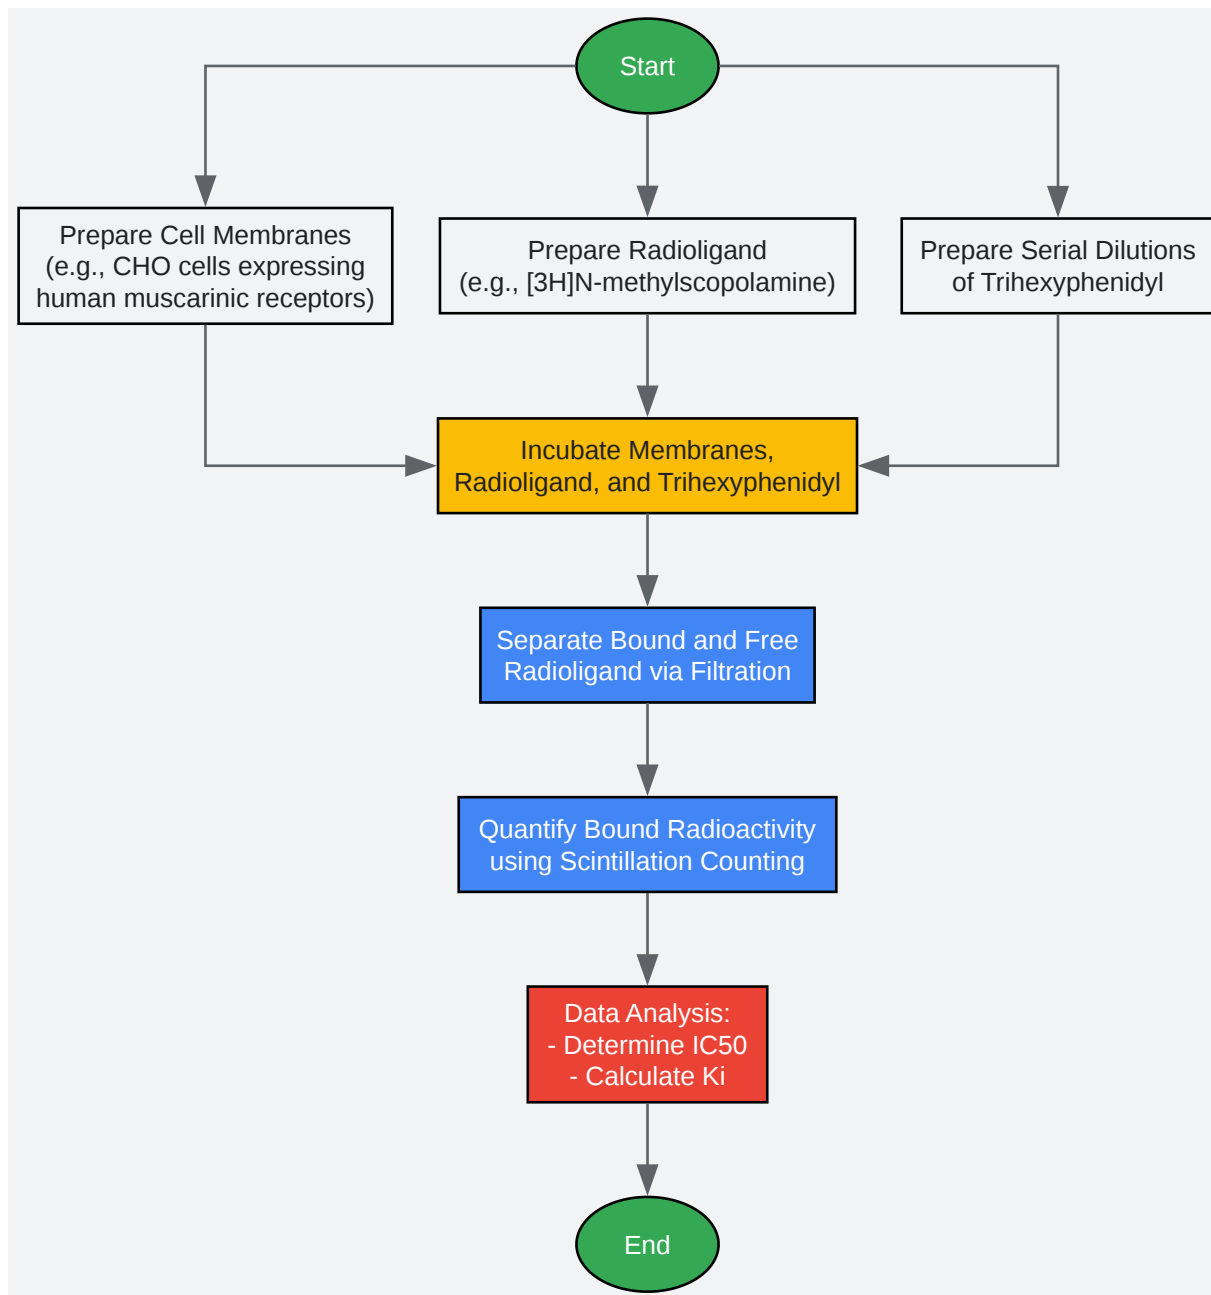 Start
Prepare Cell Membranes
(e.g., CHO cells expressing
human muscarinic receptors)
Prepare Radioligand
(e.g., [3H]N-methylscopolamine)
Prepare Serial Dilutions
of Trihexyphenidyl
Incubate Membranes,
Radioligand, and Trihexyphenidyl
Separate Bound and Free
Radioligand via Filtration
Quantify Bound Radioactivity
using Scintillation Counting
Data Analysis:
- Determine IC50
- Calculate Ki
End